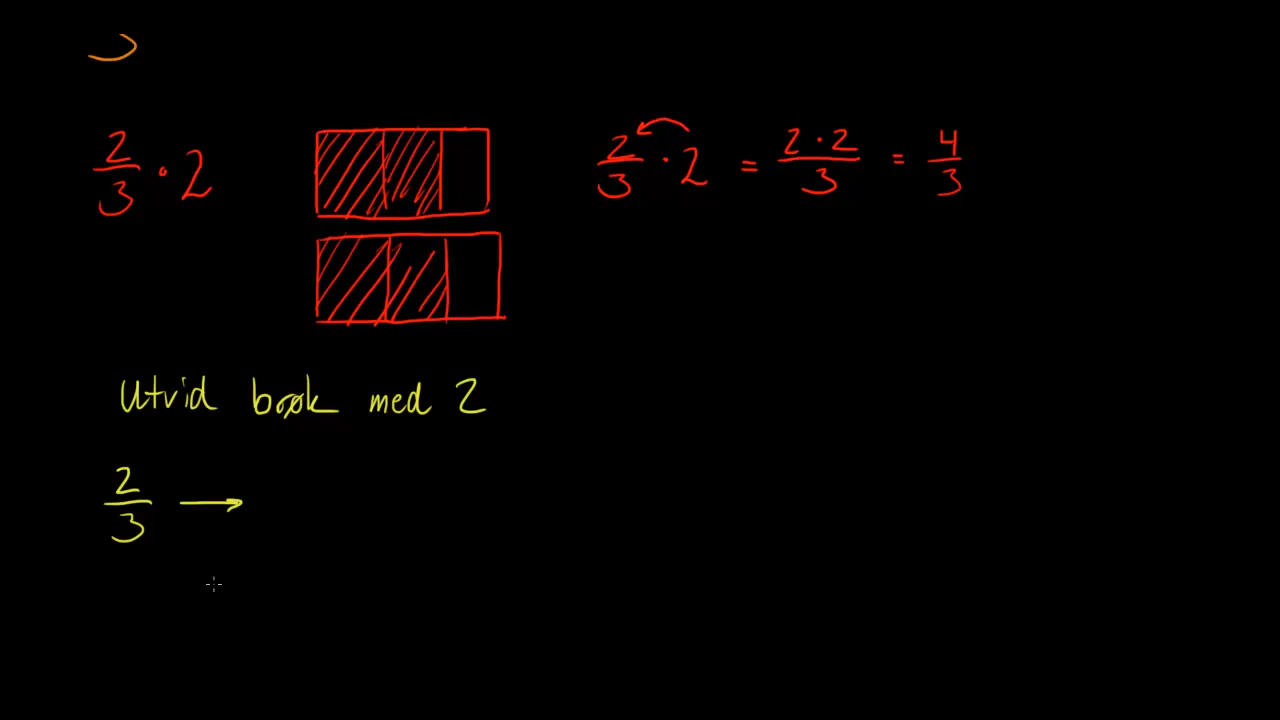 2/3 · 2
2/3 · 2 = 2·2/3 = 4/3
Utvid brøk med 2
2/3 →